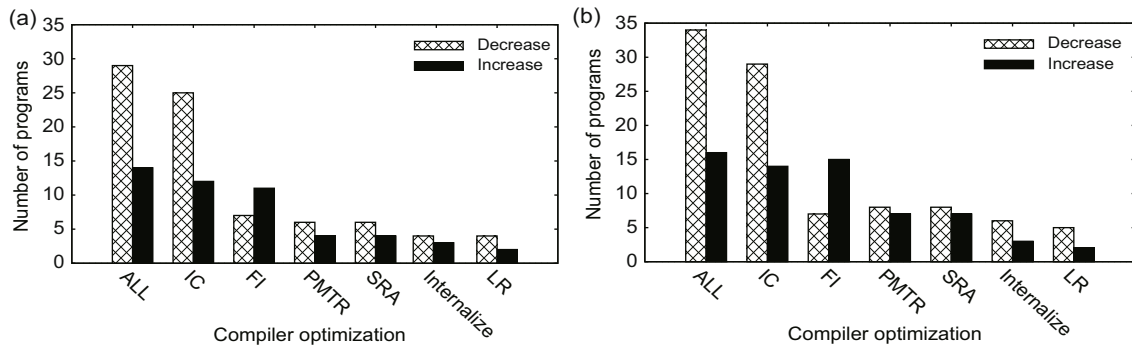 (a)
Number of programs
35
30
25
20
15
10
5
0
Decrease
Increase
ALL
IC
FI
PMTR
SRA
Internalize
LR
Compiler optimization
(b)
Number of programs
35
30
25
20
15
10
5
0
Decrease
Increase
ALL
IC
FI
PMTR
SRA
Internalize
LR
Compiler optimization